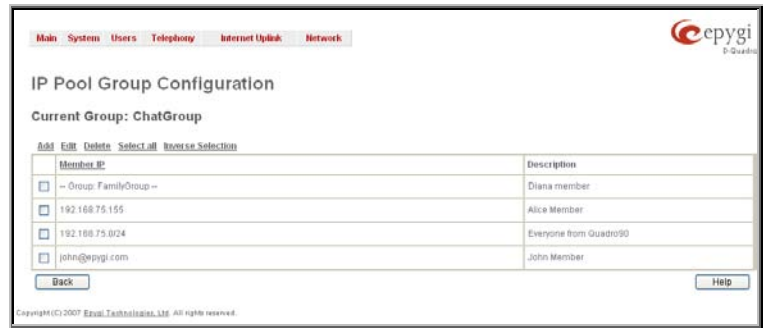 Main System Users Telephony Internet Uplink Network
epygi
D-Quadro
IP Pool Group Configuration
Current Group: ChatGroup
Add Edit Delete Select all Inverse Selection
Member IP Description
-- Group: FamilyGroup -- Diana member
192.168.75.155 Alice Member
192.168.75.0/24 Everyone from Quadro90
john@epygi.com John Member
Back Help
Copyright (C) 2007 Epygi Technologies, Ltd. All rights reserved.